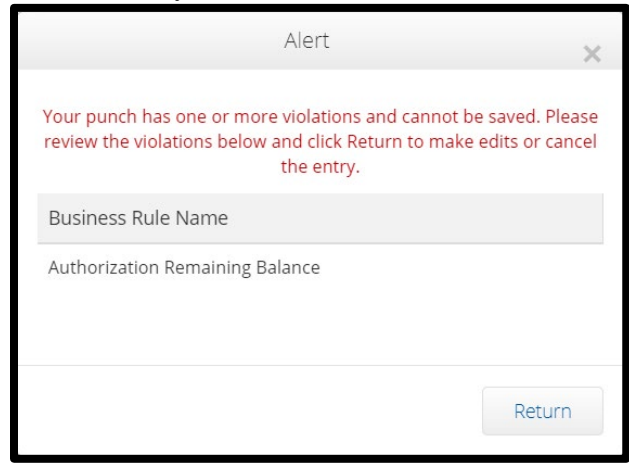 Alert
×
Your punch has one or more violations and cannot be saved. Please
review the violations below and click Return to make edits or cancel
the entry.
Business Rule Name
Authorization Remaining Balance
Return